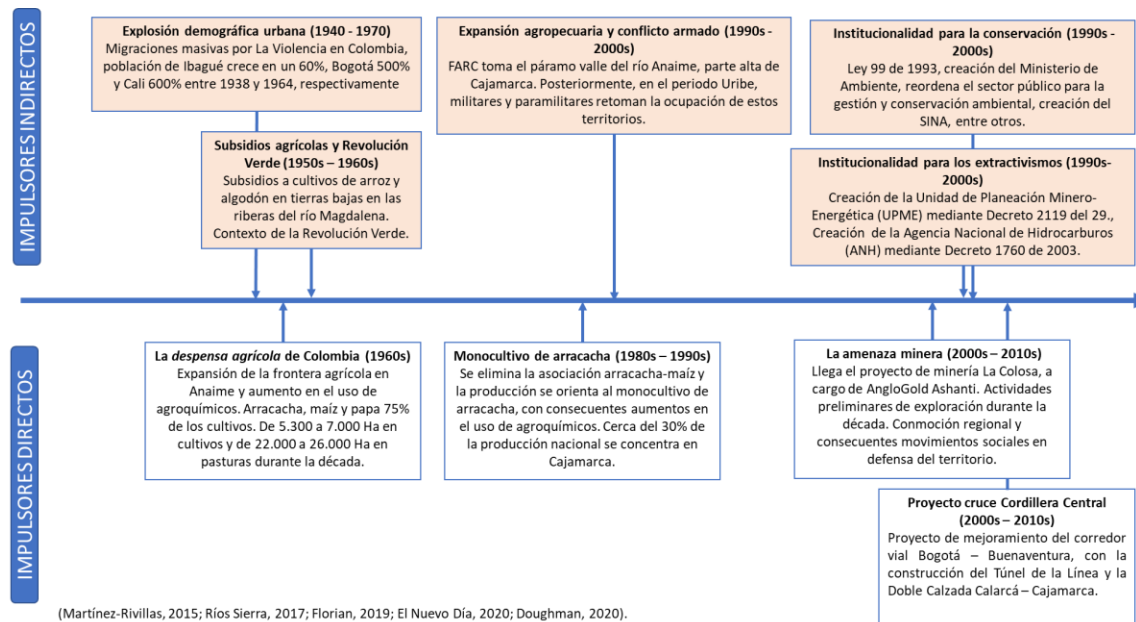 IMPULSORES INDIRECTOS
Explosión demográfica urbana (1940 - 1970)
Migraciones masivas por La Violencia en Colombia,
población de Ibagué crece en un 60%, Bogotá 500%
y Cali 600% entre 1938 y 1964, respectivamente
Subsidios agrícolas y Revolución
Verde (1950s – 1960s)
Subsidios a cultivos de arroz y
algodón en tierras bajas en las
riberas del río Magdalena.
Contexto de la Revolución Verde.
Expansión agropecuaria y conflicto armado (1990s -
2000s)
FARC toma el páramo valle del río Anaime, parte alta de
Cajamarca. Posteriormente, en el periodo Uribe,
militares y paramilitares retoman la ocupación de estos
territorios.
Institucionalidad para la conservación (1990s -
2000s)
Ley 99 de 1993, creación del Ministerio de
Ambiente, reordena el sector público para la
gestión y conservación ambiental, creación del
SINA, entre otros.
Institucionalidad para los extractivismos (1990s-
2000s)
Creación de la Unidad de Planeación Minero-
Energética (UPME) mediante Decreto 2119 del 29.,
Creación de la Agencia Nacional de Hidrocarburos
(ANH) mediante Decreto 1760 de 2003.
IMPULSORES DIRECTOS
La despensa agrícola de Colombia (1960s)
Expansión de la frontera agrícola en
Anaime y aumento en el uso de
agroquímicos. Arracacha, maíz y papa 75%
de los cultivos. De 5.300 a 7.000 Ha en
cultivos y de 22.000 a 26.000 Ha en
pasturas durante la década.
Monocultivo de arracacha (1980s – 1990s)
Se elimina la asociación arracacha-maíz y
la producción se orienta al monocultivo de
arracacha, con consecuentes aumentos en
el uso de agroquímicos. Cerca del 30% de
la producción nacional se concentra en
Cajamarca.
La amenaza minera (2000s – 2010s)
Llega el proyecto de minería La Colosa, a
cargo de AngloGold Ashanti. Actividades
preliminares de exploración durante la
década. Conmoción regional y
consecuentes movimientos sociales en
defensa del territorio.
Proyecto cruce Cordillera Central
(2000s – 2010s)
Proyecto de mejoramiento del corredor
vial Bogotá – Buenaventura, con la
construcción del Túnel de la Línea y la
Doble Calzada Calarcá – Cajamarca.
(Martínez-Rivillas, 2015; Ríos Sierra, 2017; Florian, 2019; El Nuevo Día, 2020; Doughman, 2020).